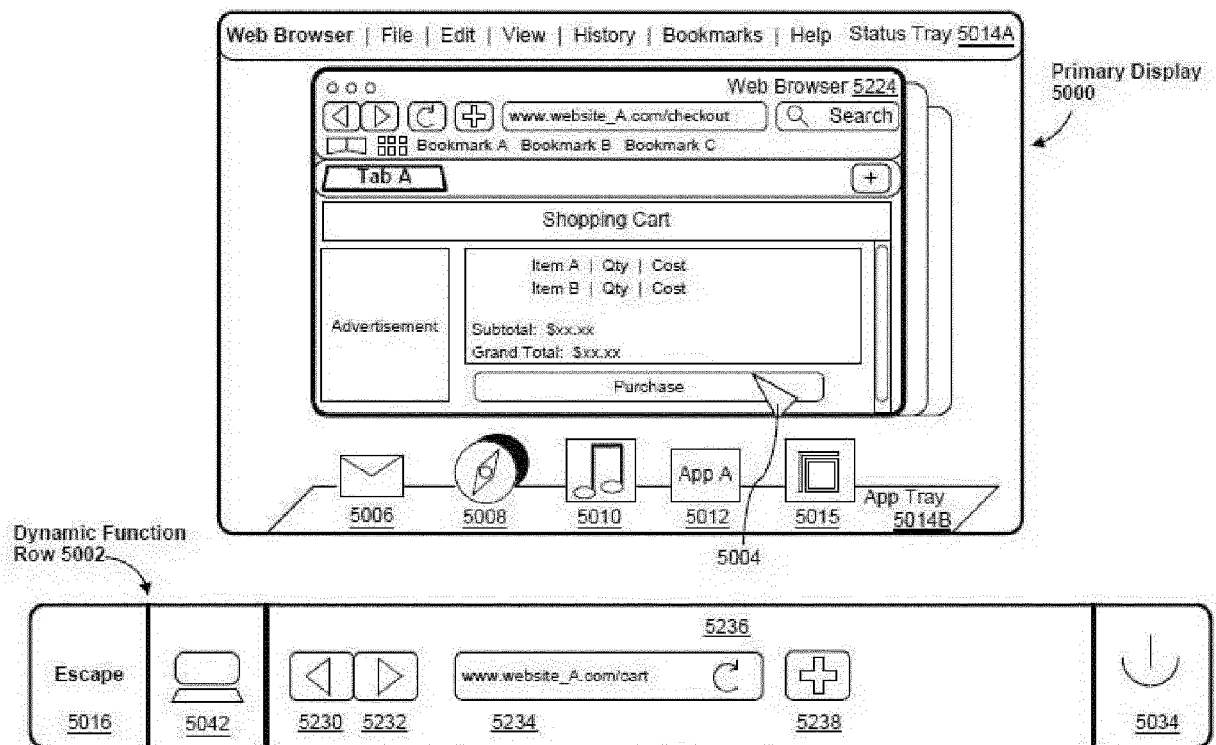 Web Browser | File | Edit | View | History | Bookmarks | Help Status Tray 5014A
Primary Display
5000
Web Browser 5224
www.website_A.com/checkout
Search
Bookmark A Bookmark B Bookmark C
Tab A
+
Shopping Cart
Item A | Qty | Cost
Item B | Qty | Cost
Advertisement
Subtotal: $xx.xx
Grand Total: $xx.xx
Purchase
App A
5006 5008 5010 5012 5015
App Tray
5014B
5004
Dynamic Function
Row 5002
5236
Escape
www.website_A.com/cart
5016 5042 5230 5232 5234 5238 5034